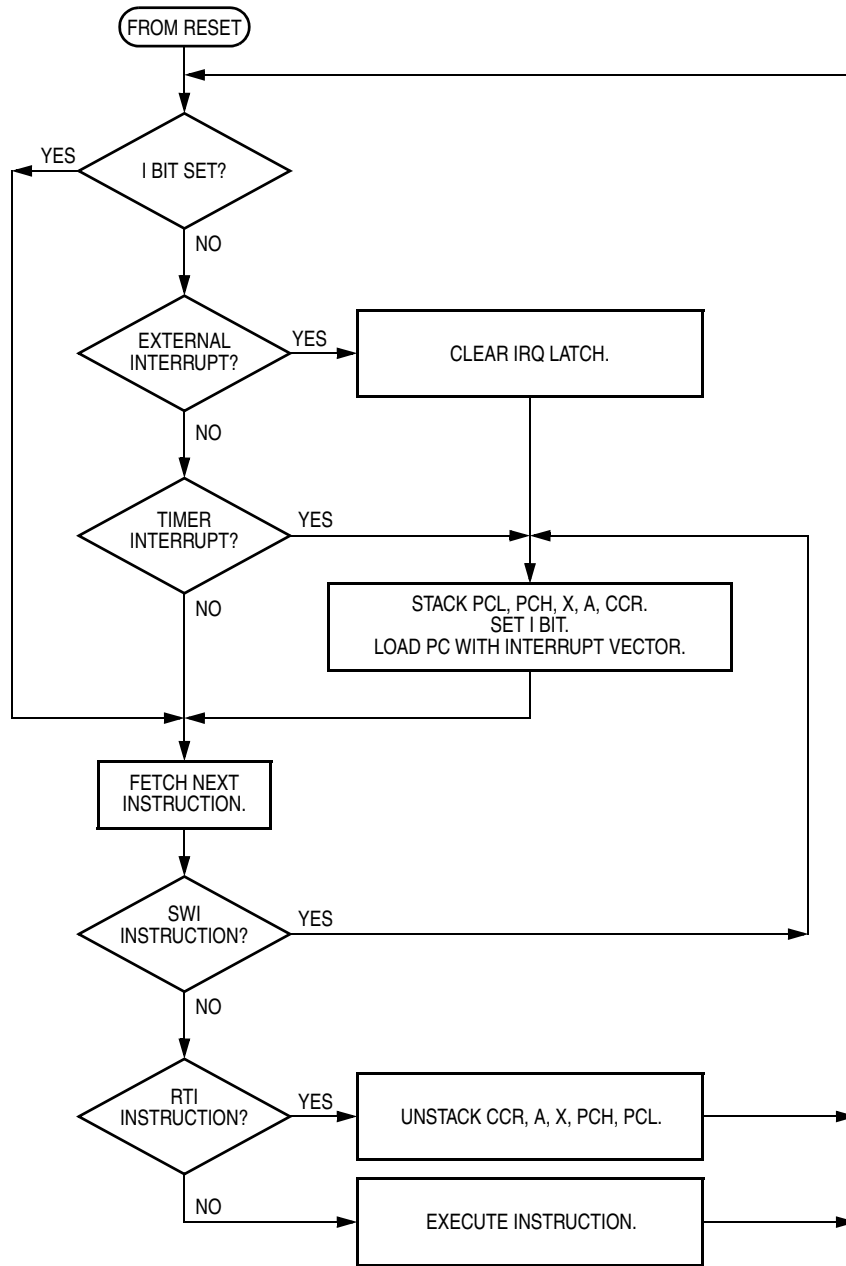 FROM RESET
YES
I BIT SET?
NO
EXTERNAL
INTERRUPT?
YES
CLEAR IRQ LATCH.
NO
TIMER
INTERRUPT?
YES
NO
STACK PCL, PCH, X, A, CCR.
SET I BIT.
LOAD PC WITH INTERRUPT VECTOR.
FETCH NEXT
INSTRUCTION.
SWI
INSTRUCTION?
YES
NO
RTI
INSTRUCTION?
YES
UNSTACK CCR, A, X, PCH, PCL.
NO
EXECUTE INSTRUCTION.